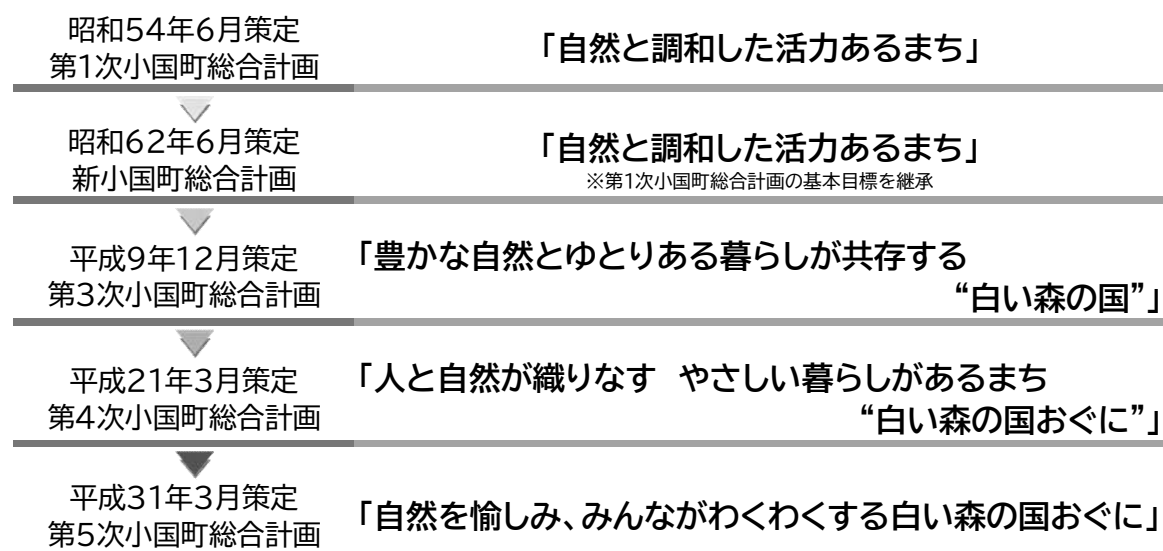 昭和54年6月策定
第1次小国町総合計画
「自然と調和した活力あるまち」
昭和62年6月策定
新小国町総合計画
「自然と調和した活力あるまち」
※第1次小国町総合計画の基本目標を継承
平成9年12月策定
第3次小国町総合計画
「豊かな自然とゆとりある暮らしが共存する
“白い森の国”」
平成21年3月策定
第4次小国町総合計画
「人と自然が織りなす　やさしい暮らしがあるまち
“白い森の国おぐに”」
平成31年3月策定
第5次小国町総合計画
「自然を愉しみ、みんながわくわくする白い森の国おぐに」